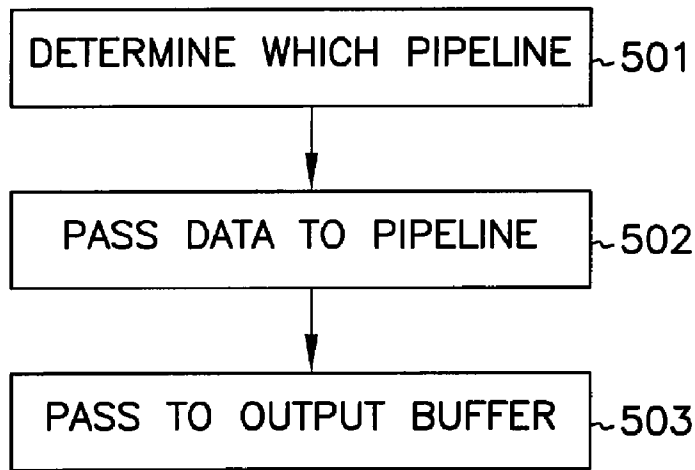 DETERMINE WHICH PIPELINE 501
PASS DATA TO PIPELINE 502
PASS TO OUTPUT BUFFER 503